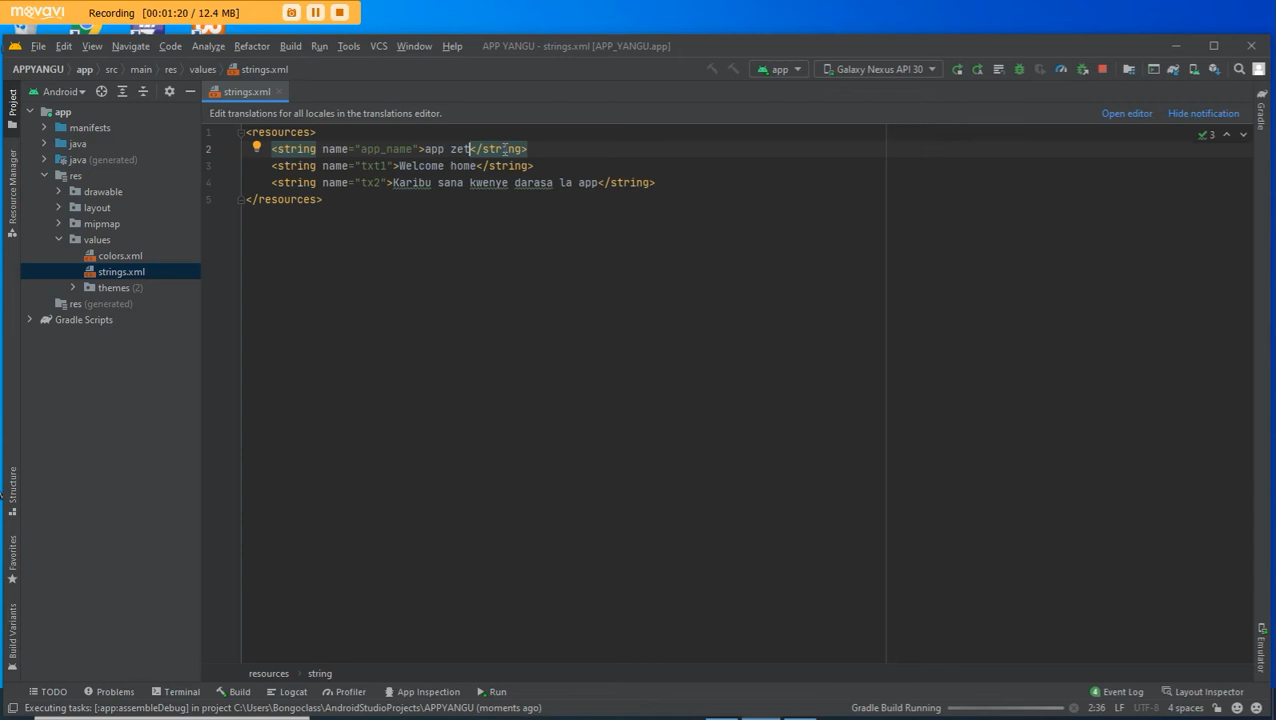 movavi Recording 00:01:20 / 12.4 MB
File Edit View Navigate Code Analyze Refactor Build Run Tools VCS Window Help APP YANGU - strings.xml [APP_YANGU.app]
APPYANGU app src main res values strings.xml app Galaxy Nexus API 30
Android strings.xml
Project
Resource Manager
Structure
Favorites
Build Variants
app
manifests
java
java (generated)
res
drawable
layout
mipmap
values
colors.xml
strings.xml
themes (2)
res (generated)
Gradle Scripts
Edit translations for all locales in the translations editor. Open editor Hide notification
1 <resources>
2 <string name="app_name">app zet</string>
3 <string name="txt1">Welcome home</string>
4 <string name="tx2">Karibu sana kwenye darasa la app</string>
5 </resources>
3
Gradle
Emulator
resources string
TODO Problems Terminal Build Logcat Profiler App Inspection Run 4 Event Log Layout Inspector
Executing tasks: [:app:assembleDebug] in project C:\Users\Bongoclass\AndroidStudioProjects\APPYANGU (moments ago) Gradle Build Running 2:36 LF UTF-8 4 spaces